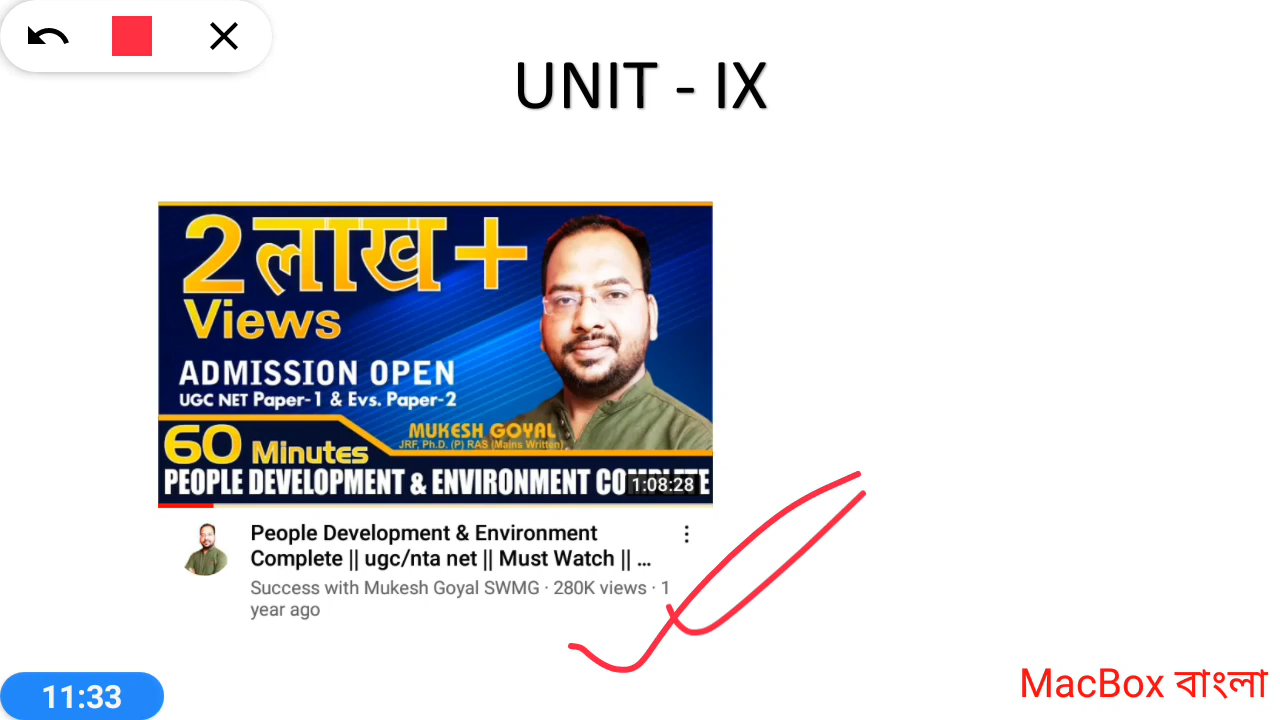 UNIT - IX
2 लाख +
Views
ADMISSION OPEN
UGC NET Paper-1 & Evs. Paper-2
MUKESH GOYAL
JRF, Ph.D. (P) RAS (Mains Written)
60 Minutes
PEOPLE DEVELOPMENT & ENVIRONMENT CO
1:08:28
People Development & Environment
Complete || ugc/nta net || Must Watch || ...
Success with Mukesh Goyal SWMG · 280K views · 1
year ago
11:33
MacBox বাংলা